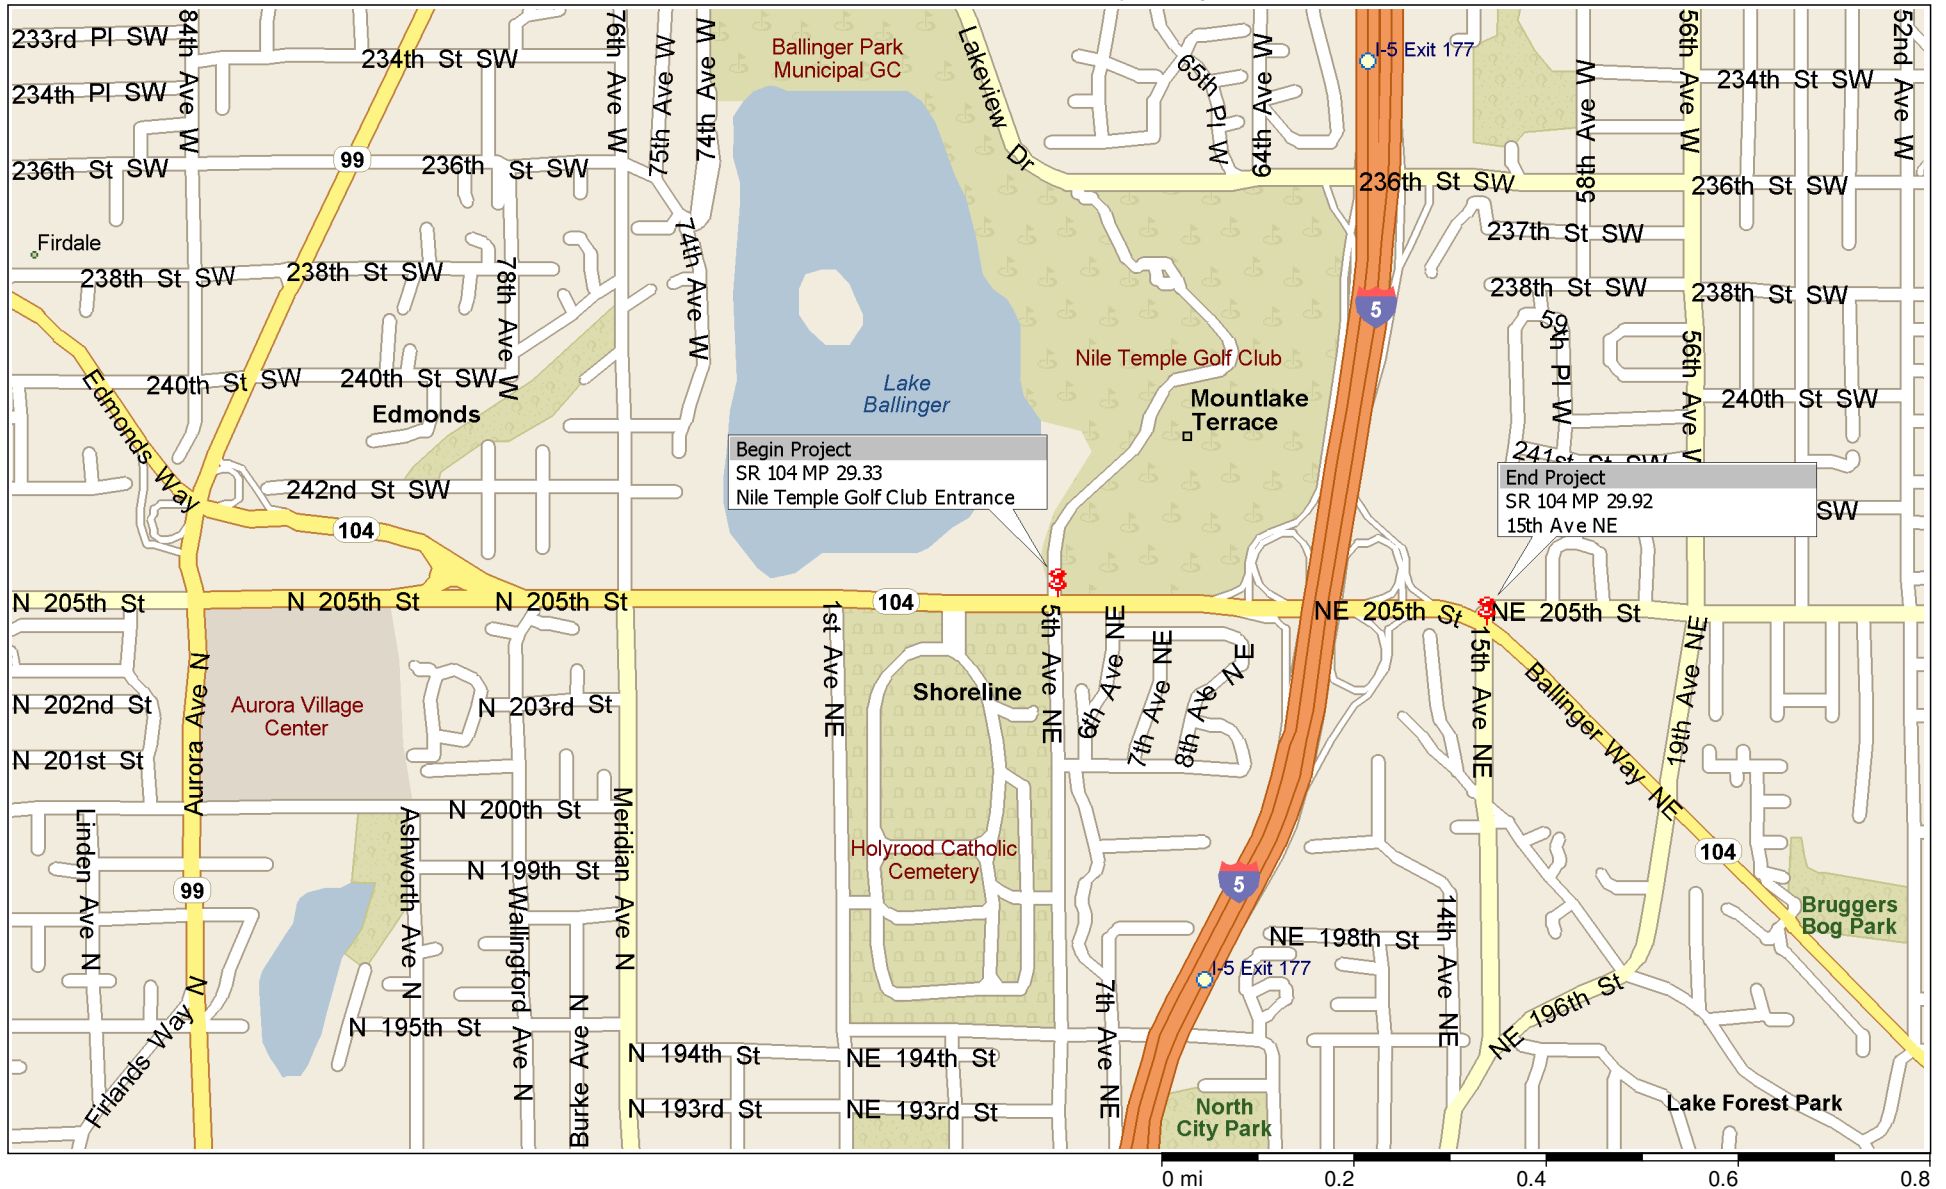 233rd Pl SW
84th Ave W
234th St SW
76th Ave W
75th Ave W
74th Ave W
Ballinger Park
Municipal GC
Lakeview Dr
65th Pl W
64th Ave W
I-5 Exit 177
58th Ave W
56th Ave W
234th St SW
52nd Ave W
234th Pl SW
99
236th St SW
236th St SW
236th St SW
236th St SW
Firdale
237th St SW
74th Ave W
238th St SW
238th St SW
78th Ave W
238th St SW
238th St SW
5
59th Pl W
56th Ave W
Nile Temple Golf Club
Edmonds Way
240th St SW
240th St SW
Lake
Ballinger
Mountlake
Terrace
240th St SW
Edmonds
Begin Project
SR 104 MP 29.33
Nile Temple Golf Club Entrance
241st St SW
End Project
SR 104 MP 29.92
15th Ave NE
SW
242nd St SW
104
N 205th St
N 205th St
N 205th St
104
NE 205th St
NE 205th St
1st Ave NE
5th Ave NE
6th Ave NE
7th Ave NE
8th Ave NE
15th Ave NE
Ballinger Way NE
19th Ave NE
Aurora Ave N
Shoreline
N 202nd St
Aurora Village
Center
N 203rd St
N 201st St
N 200th St
Linden Ave N
Ashworth Ave N
Meridian Ave N
Holyrood Catholic
Cemetery
104
N 199th St
99
5
Wallingford Ave N
14th Ave NE
Bruggers
Bog Park
NE 198th St
I-5 Exit 177
7th Ave NE
NE 196th St
Firlands Way N
N 195th St
Burke Ave N
N 194th St
NE 194th St
N 193rd St
NE 193rd St
North
City Park
Lake Forest Park
0 mi 0.2 0.4 0.6 0.8